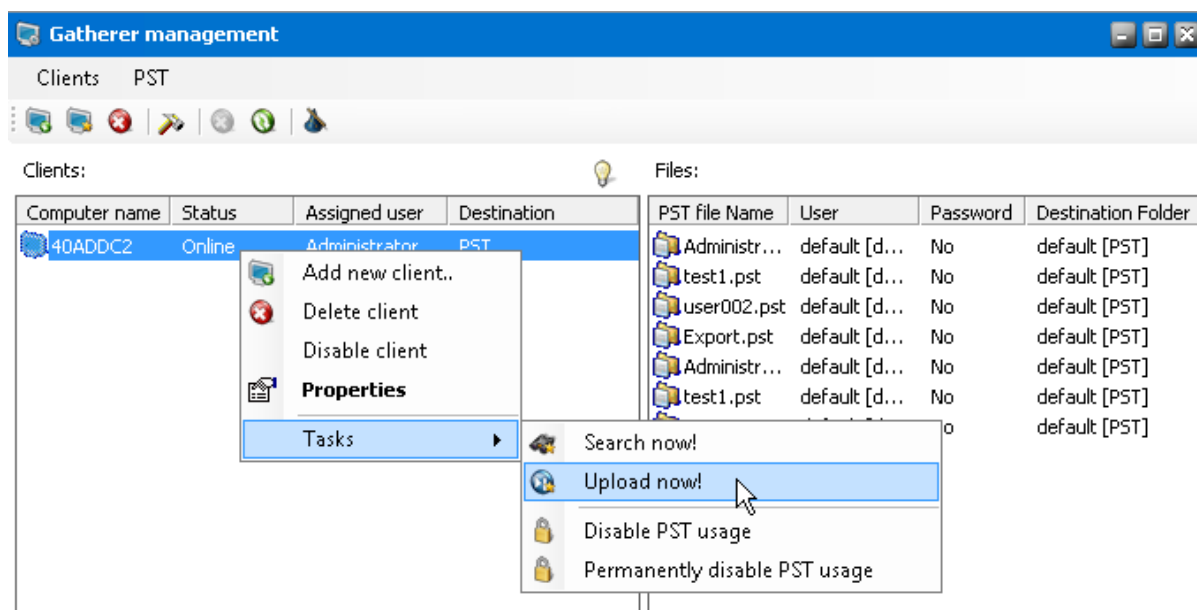 Gatherer management
Clients PST
Clients: Files:
Computer name Status Assigned user Destination PST file Name User Password Destination Folder
40ADDC2 Online Administrator PST Administr... default [d... No default [PST]
Add new client.. test1.pst default [d... No default [PST]
Delete client user002.pst default [d... No default [PST]
Disable client Export.pst default [d... No default [PST]
Properties Administr... default [d... No default [PST]
test1.pst default [d... No default [PST]
Tasks default [PST]
Search now!
Upload now!
Disable PST usage
Permanently disable PST usage